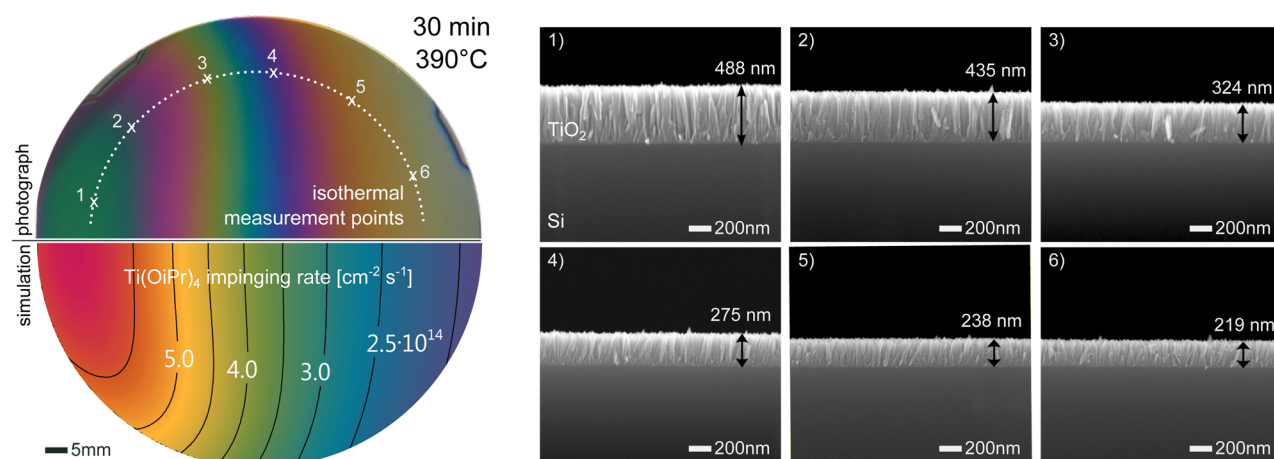 30 min
390°C
1
2
3
4
5
6
isothermal
measurement points
photograph
simulation
Ti(OiPr)₄ impinging rate [cm⁻² s⁻¹]
5.0
4.0
3.0
2.5·10¹⁴
5mm
1)
488 nm
TiO₂
Si
200nm
2)
435 nm
200nm
3)
324 nm
200nm
4)
275 nm
200nm
5)
238 nm
200nm
6)
219 nm
200nm